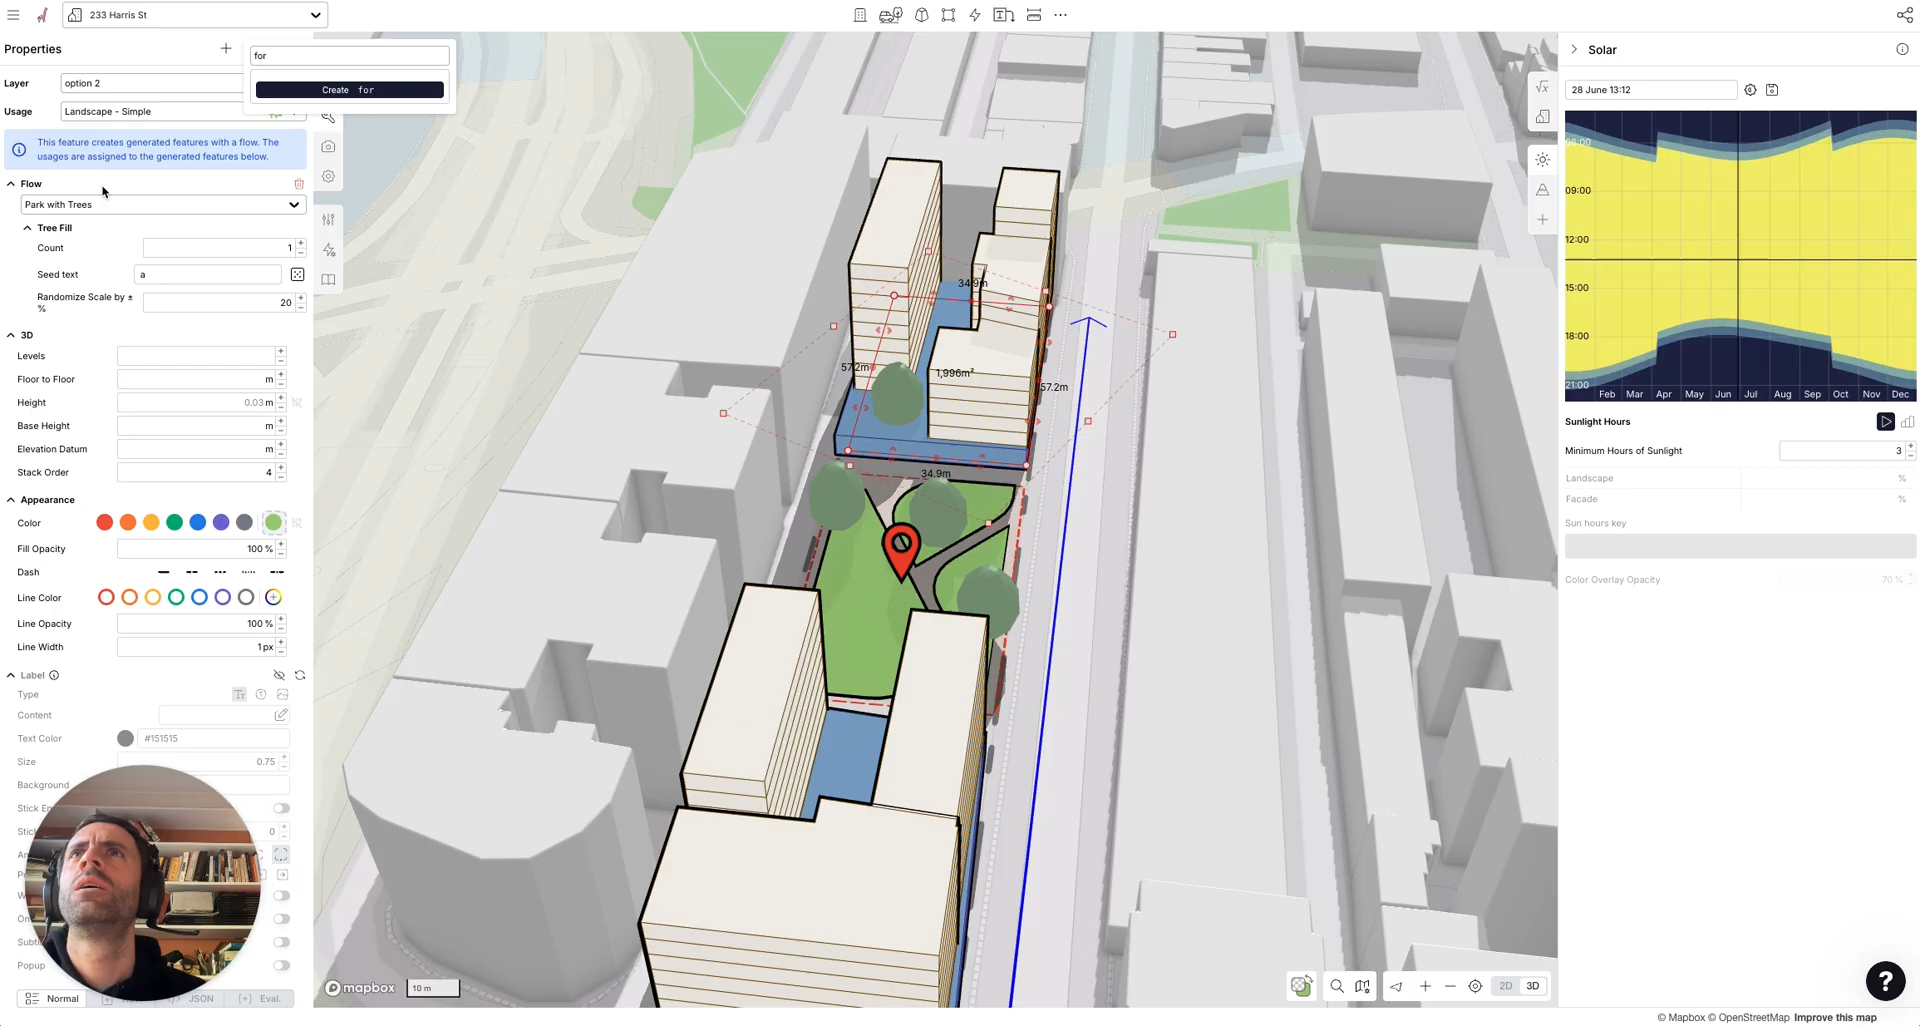 233 Harris St
Properties
Layer
option 2
for
Create for
Usage
Landscape - Simple
This feature creates generated features with a flow. The
usages are assigned to the generated features below.
Flow
Park with Trees
Tree Fill
Count
1
Seed text
a
Randomize Scale by ±
%
20
3D
Levels
Floor to Floor
m
Height
0.03 m
Base Height
m
Elevation Datum
m
Stack Order
4
Appearance
Color
Fill Opacity
100 %
Dash
Line Color
Line Opacity
100 %
Line Width
1 px
Label
Type
Content
Text Color
#151515
Size
0.75
Background
0
Popup
Normal
JSON
Eval.
34.9m
57.2m
1,996m²
57.2m
34.9m
mapbox
10 m
2D
3D
Solar
28 June 13:12
06:00
09:00
12:00
15:00
18:00
21:00
Feb Mar Apr May Jun Jul Aug Sep Oct Nov Dec
Sunlight Hours
Minimum Hours of Sunlight
3
Landscape
%
Facade
%
Sun hours key
Color Overlay Opacity
70 %
?
© Mapbox © OpenStreetMap Improve this map